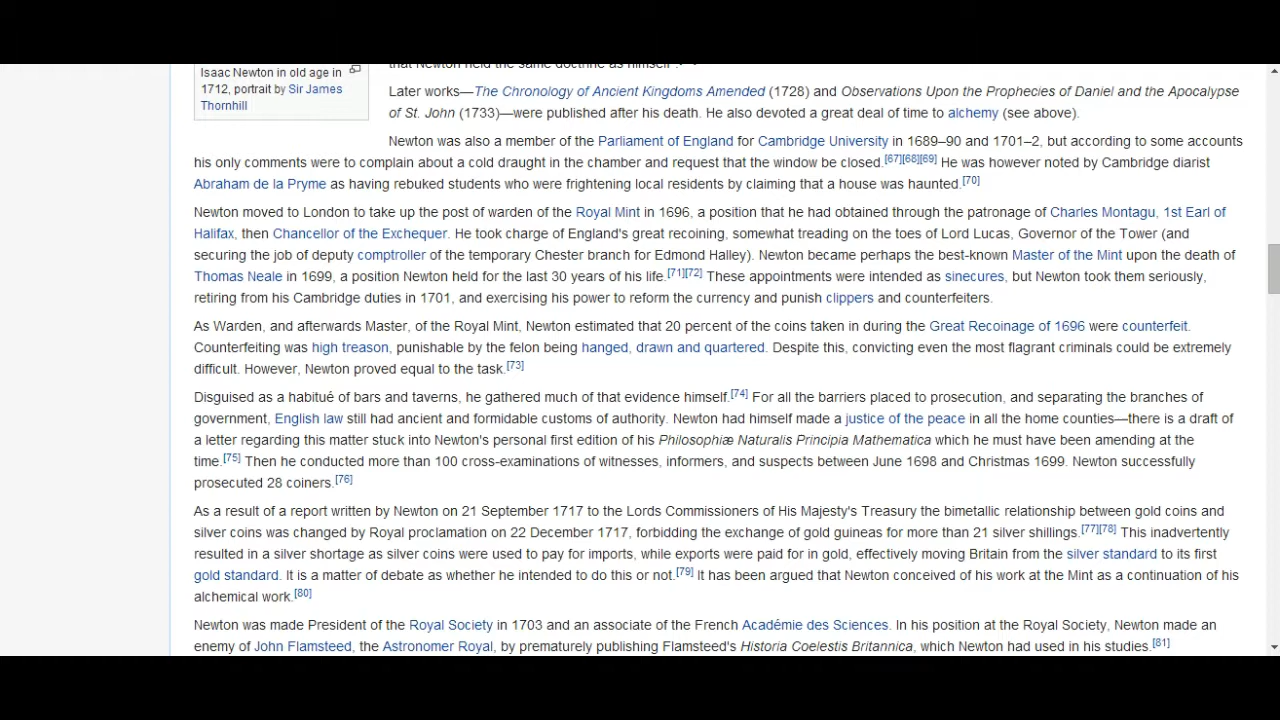 that Newton held the same doctrine as himself".
Isaac Newton in old age in
1712, portrait by Sir James
Thornhill
Later works—The Chronology of Ancient Kingdoms Amended (1728) and Observations Upon the Prophecies of Daniel and the Apocalypse
of St. John (1733)—were published after his death. He also devoted a great deal of time to alchemy (see above).
Newton was also a member of the Parliament of England for Cambridge University in 1689–90 and 1701–2, but according to some accounts
his only comments were to complain about a cold draught in the chamber and request that the window be closed.[67][68][69] He was however noted by Cambridge diarist
Abraham de la Pryme as having rebuked students who were frightening local residents by claiming that a house was haunted.[70]
Newton moved to London to take up the post of warden of the Royal Mint in 1696, a position that he had obtained through the patronage of Charles Montagu, 1st Earl of
Halifax, then Chancellor of the Exchequer. He took charge of England's great recoining, somewhat treading on the toes of Lord Lucas, Governor of the Tower (and
securing the job of deputy comptroller of the temporary Chester branch for Edmond Halley). Newton became perhaps the best-known Master of the Mint upon the death of
Thomas Neale in 1699, a position Newton held for the last 30 years of his life.[71][72] These appointments were intended as sinecures, but Newton took them seriously,
retiring from his Cambridge duties in 1701, and exercising his power to reform the currency and punish clippers and counterfeiters.
As Warden, and afterwards Master, of the Royal Mint, Newton estimated that 20 percent of the coins taken in during the Great Recoinage of 1696 were counterfeit.
Counterfeiting was high treason, punishable by the felon being hanged, drawn and quartered. Despite this, convicting even the most flagrant criminals could be extremely
difficult. However, Newton proved equal to the task.[73]
Disguised as a habitué of bars and taverns, he gathered much of that evidence himself.[74] For all the barriers placed to prosecution, and separating the branches of
government, English law still had ancient and formidable customs of authority. Newton had himself made a justice of the peace in all the home counties—there is a draft of
a letter regarding this matter stuck into Newton's personal first edition of his Philosophiæ Naturalis Principia Mathematica which he must have been amending at the
time.[75] Then he conducted more than 100 cross-examinations of witnesses, informers, and suspects between June 1698 and Christmas 1699. Newton successfully
prosecuted 28 coiners.[76]
As a result of a report written by Newton on 21 September 1717 to the Lords Commissioners of His Majesty's Treasury the bimetallic relationship between gold coins and
silver coins was changed by Royal proclamation on 22 December 1717, forbidding the exchange of gold guineas for more than 21 silver shillings.[77][78] This inadvertently
resulted in a silver shortage as silver coins were used to pay for imports, while exports were paid for in gold, effectively moving Britain from the silver standard to its first
gold standard. It is a matter of debate as whether he intended to do this or not.[79] It has been argued that Newton conceived of his work at the Mint as a continuation of his
alchemical work.[80]
Newton was made President of the Royal Society in 1703 and an associate of the French Académie des Sciences. In his position at the Royal Society, Newton made an
enemy of John Flamsteed, the Astronomer Royal, by prematurely publishing Flamsteed's Historia Coelestis Britannica, which Newton had used in his studies.[81]